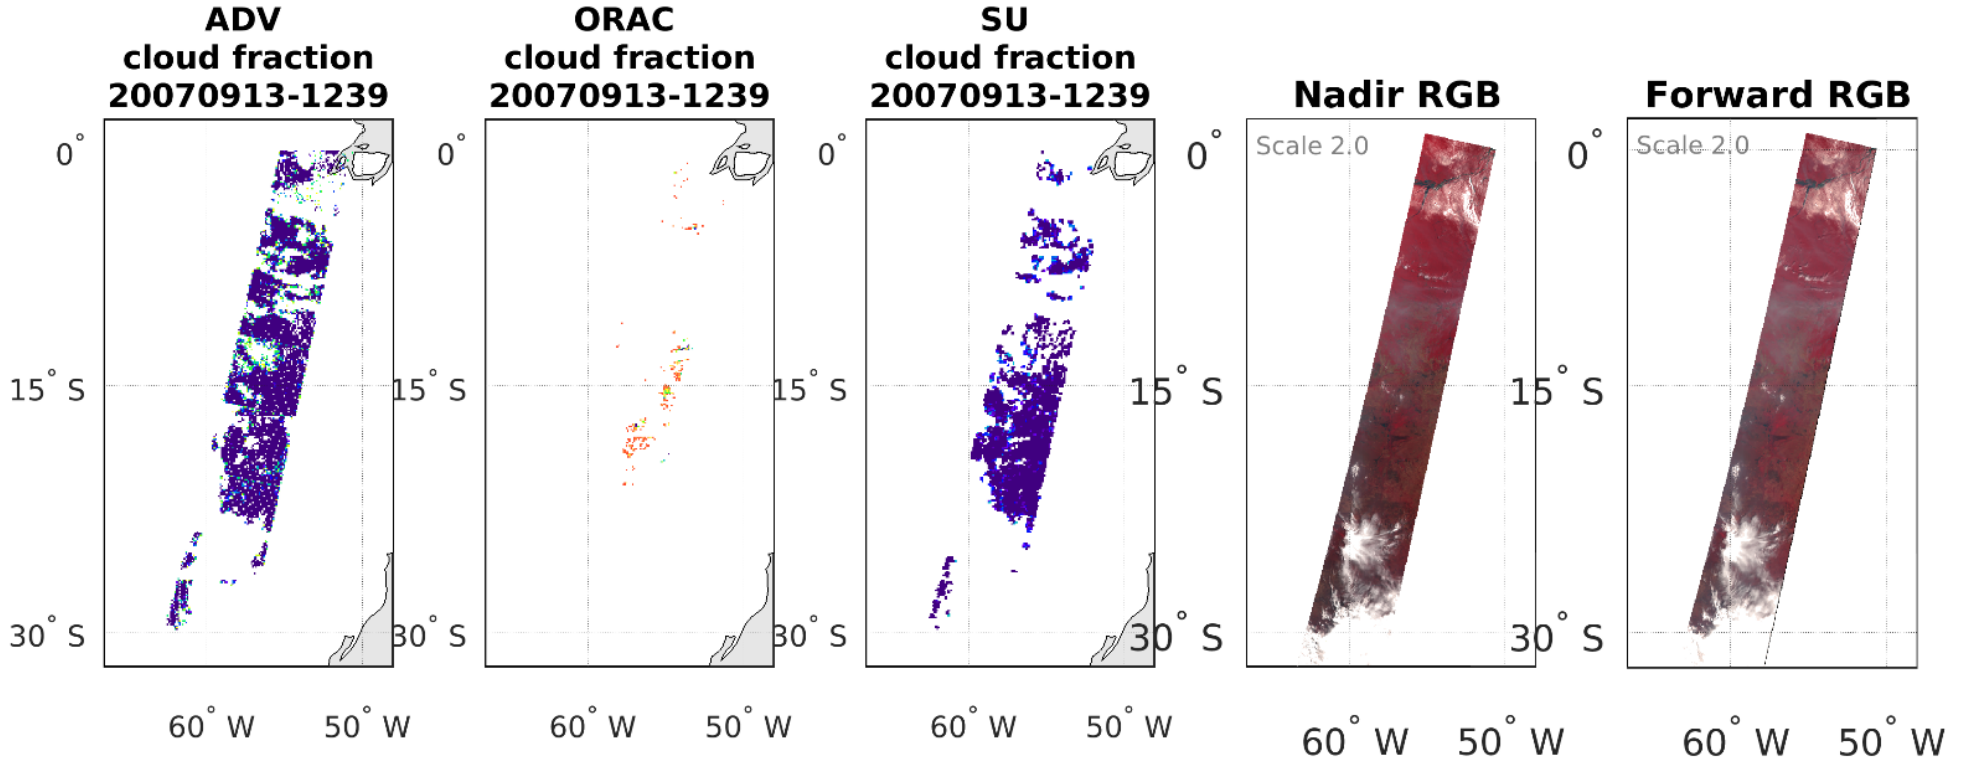 ADV
cloud fraction
20070913-1239
ORAC
cloud fraction
20070913-1239
SU
cloud fraction
20070913-1239
Nadir RGB
Forward RGB
Scale 2.0
Scale 2.0
0° 0° 0° 0° 0°
15° S 15° S 15° S 15° S 15° S
30° S 30° S 30° S 30° S 30° S
60° W 50° W 60° W 50° W 60° W 50° W 60° W 50° W 60° W 50° W